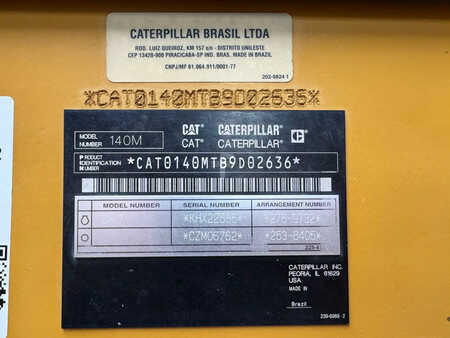 CATERPILLAR BRASIL LTDA
ROD. LUIZ QUEIROZ, KM 157 s/n - DISTRITO UNILESTE
CEP 13420-900 PIRACICABA-SP IND. BRAS. MADE IN BRAZIL
CNPJ/MF 61.064.911/0001-77
202-9824 1
*CAT0140MTB9D02636*
MODEL NUMBER 140M CAT CATERPILLAR
CAT CATERPILLAR
PRODUCT IDENTIFICATION NUMBER *CAT0140MTB9D02636*
MODEL NUMBER SERIAL NUMBER ARRANGEMENT NUMBER
*CZM06762* *263-8405*
CATERPILLAR INC.
PEORIA, IL 61629
USA
MADE IN
Brazil